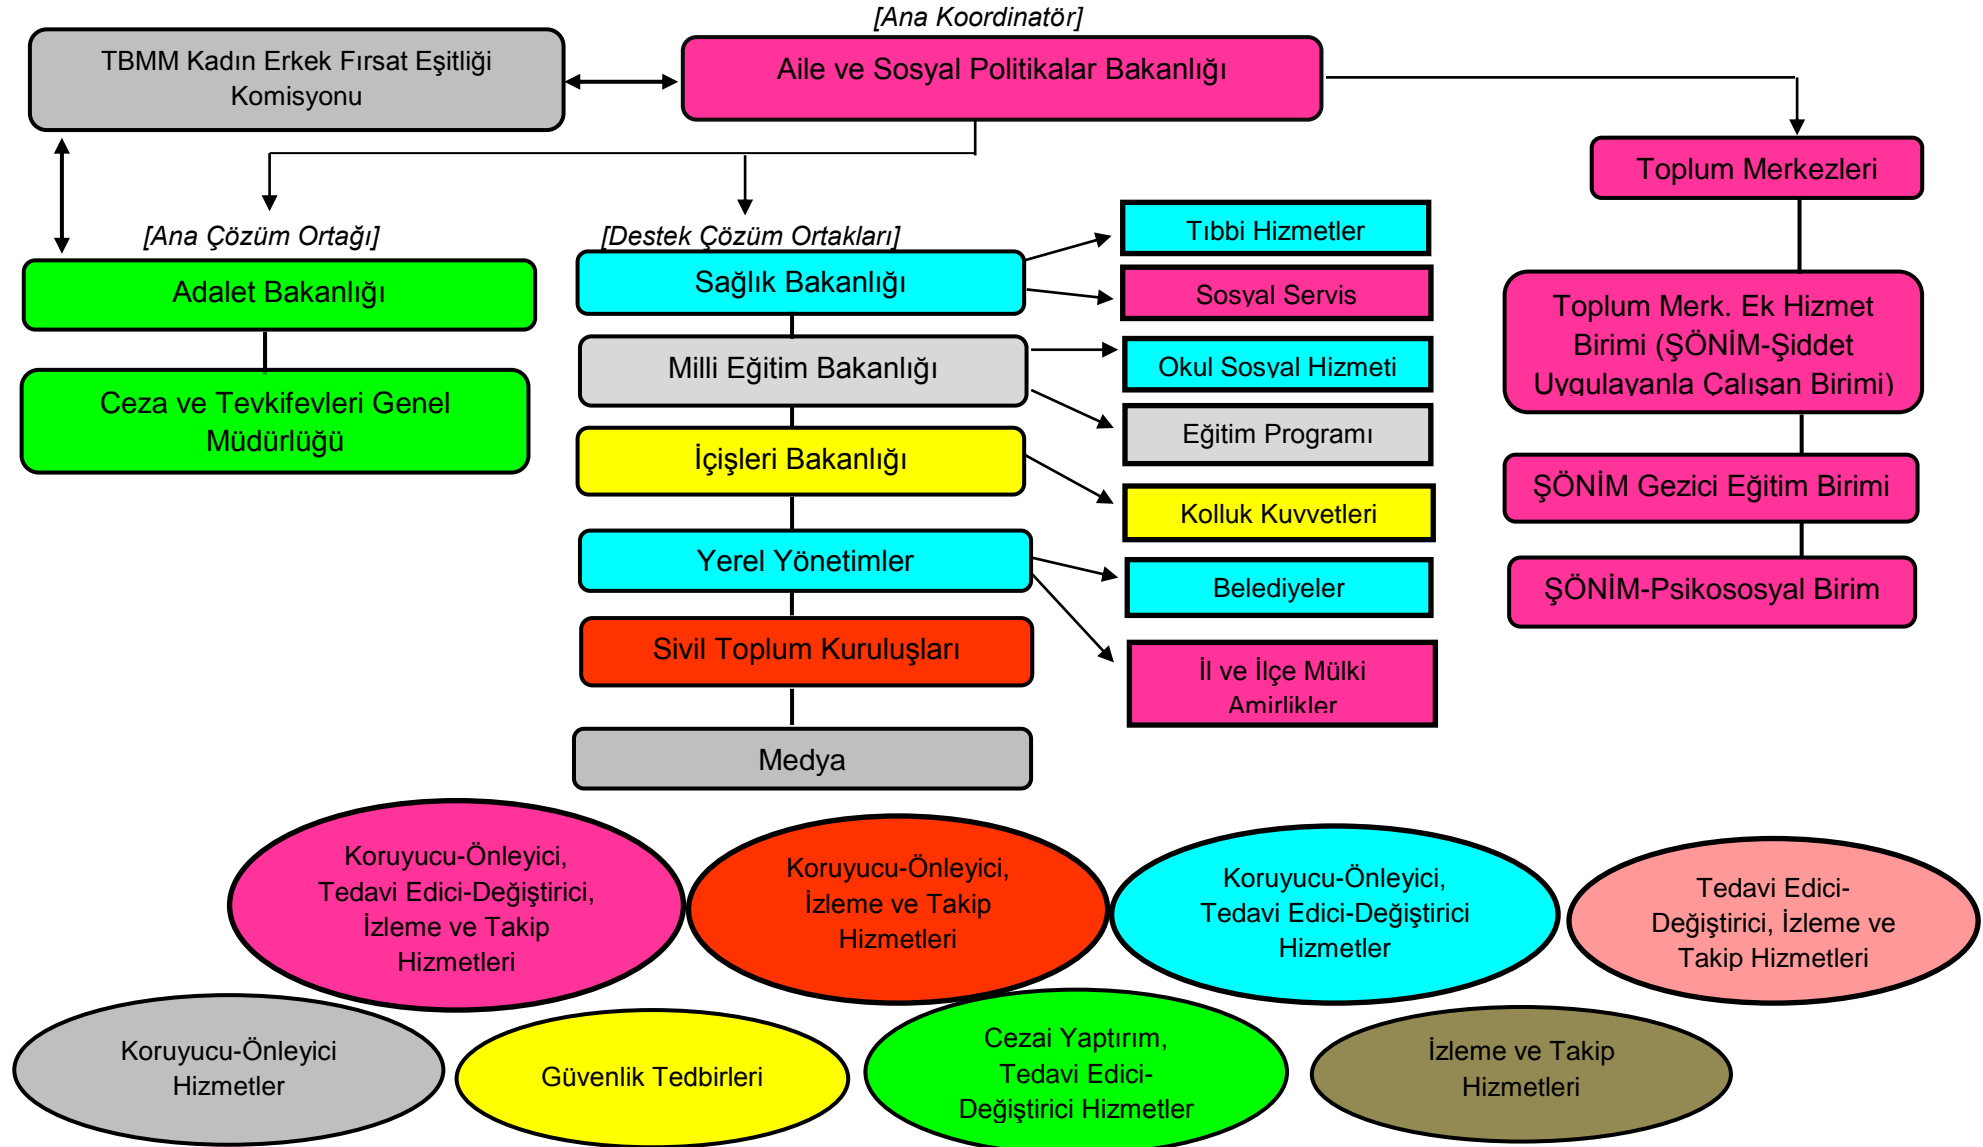 [Ana Koordinatör]
TBMM Kadın Erkek Fırsat Eşitliği
Komisyonu
Aile ve Sosyal Politikalar Bakanlığı
Toplum Merkezleri
[Ana Çözüm Ortağı]
Adalet Bakanlığı
Ceza ve Tevkifevleri Genel
Müdürlüğü
[Destek Çözüm Ortakları]
Sağlık Bakanlığı
Milli Eğitim Bakanlığı
İçişleri Bakanlığı
Yerel Yönetimler
Sivil Toplum Kuruluşları
Medya
Tıbbi Hizmetler
Sosyal Servis
Okul Sosyal Hizmeti
Eğitim Programı
Kolluk Kuvvetleri
Belediyeler
İl ve İlçe Mülki
Amirlikler
Toplum Merk. Ek Hizmet
Birimi (ŞÖNİM-Şiddet
Uygulayanla Çalışan Birimi)
ŞÖNİM Gezici Eğitim Birimi
ŞÖNİM-Psikososyal Birim
Koruyucu-Önleyici,
Tedavi Edici-Değiştirici,
İzleme ve Takip
Hizmetleri
Koruyucu-Önleyici,
İzleme ve Takip
Hizmetleri
Koruyucu-Önleyici,
Tedavi Edici-Değiştirici
Hizmetler
Tedavi Edici-
Değiştirici, İzleme ve
Takip Hizmetleri
Koruyucu-Önleyici
Hizmetler
Güvenlik Tedbirleri
Cezai Yaptırım,
Tedavi Edici-
Değiştirici Hizmetler
İzleme ve Takip
Hizmetleri